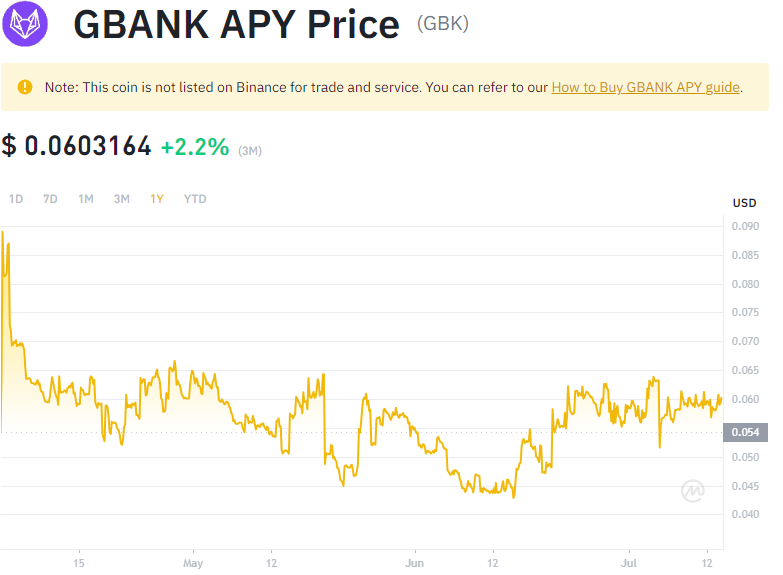 GBANK APY Price (GBK)
Note: This coin is not listed on Binance for trade and service. You can refer to our How to Buy GBANK APY guide.
$ 0.0603164 +2.2% (3M)
1D 7D 1M 3M 1Y YTD
USD
0.090
0.085
0.080
0.075
0.070
0.065
0.060
0.054
0.050
0.045
0.040
15 May 12 Jun 12 Jul 12